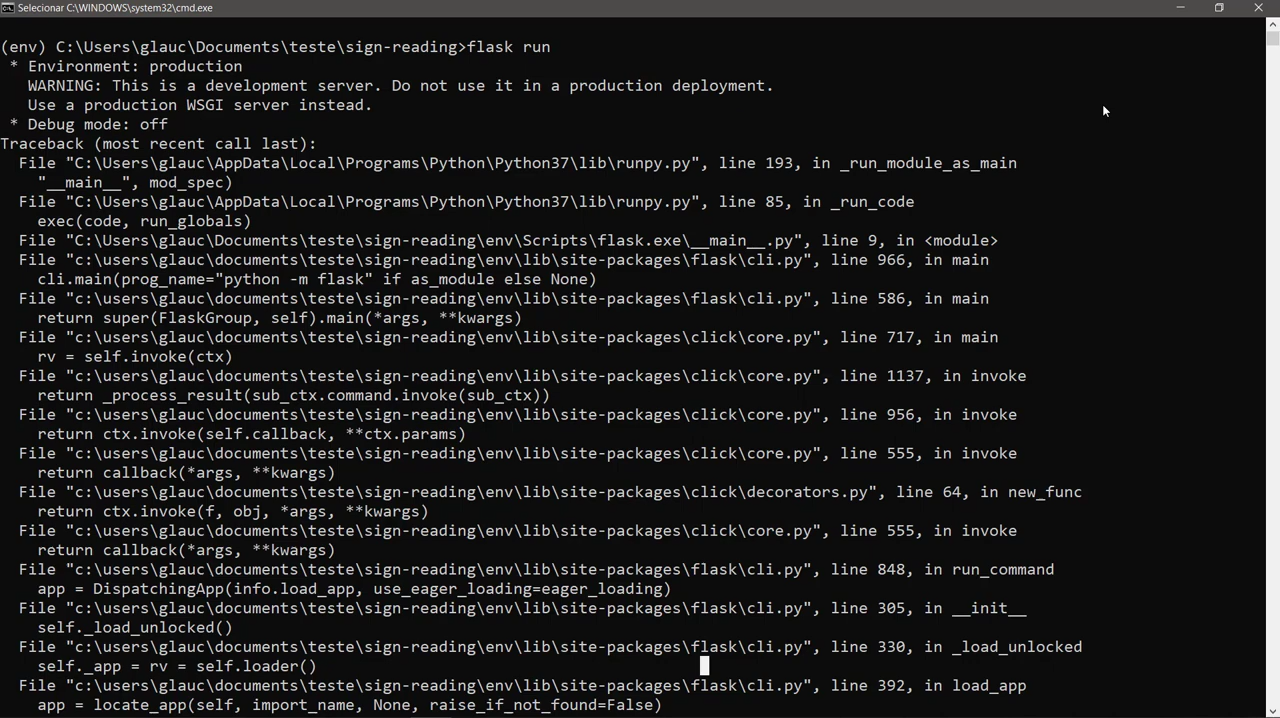 Selecionar C:\WINDOWS\system32\cmd.exe
(env) C:\Users\glauc\Documents\teste\sign-reading>flask run
 * Environment: production
   WARNING: This is a development server. Do not use it in a production deployment.
   Use a production WSGI server instead.
 * Debug mode: off
Traceback (most recent call last):
  File "C:\Users\glauc\AppData\Local\Programs\Python\Python37\lib\runpy.py", line 193, in _run_module_as_main
    "__main__", mod_spec)
  File "C:\Users\glauc\AppData\Local\Programs\Python\Python37\lib\runpy.py", line 85, in _run_code
    exec(code, run_globals)
  File "C:\Users\glauc\Documents\teste\sign-reading\env\Scripts\flask.exe\__main__.py", line 9, in <module>
  File "c:\users\glauc\documents\teste\sign-reading\env\lib\site-packages\flask\cli.py", line 966, in main
    cli.main(prog_name="python -m flask" if as_module else None)
  File "c:\users\glauc\documents\teste\sign-reading\env\lib\site-packages\flask\cli.py", line 586, in main
    return super(FlaskGroup, self).main(*args, **kwargs)
  File "c:\users\glauc\documents\teste\sign-reading\env\lib\site-packages\click\core.py", line 717, in main
    rv = self.invoke(ctx)
  File "c:\users\glauc\documents\teste\sign-reading\env\lib\site-packages\click\core.py", line 1137, in invoke
    return _process_result(sub_ctx.command.invoke(sub_ctx))
  File "c:\users\glauc\documents\teste\sign-reading\env\lib\site-packages\click\core.py", line 956, in invoke
    return ctx.invoke(self.callback, **ctx.params)
  File "c:\users\glauc\documents\teste\sign-reading\env\lib\site-packages\click\core.py", line 555, in invoke
    return callback(*args, **kwargs)
  File "c:\users\glauc\documents\teste\sign-reading\env\lib\site-packages\click\decorators.py", line 64, in new_func
    return ctx.invoke(f, obj, *args, **kwargs)
  File "c:\users\glauc\documents\teste\sign-reading\env\lib\site-packages\click\core.py", line 555, in invoke
    return callback(*args, **kwargs)
  File "c:\users\glauc\documents\teste\sign-reading\env\lib\site-packages\flask\cli.py", line 848, in run_command
    app = DispatchingApp(info.load_app, use_eager_loading=eager_loading)
  File "c:\users\glauc\documents\teste\sign-reading\env\lib\site-packages\flask\cli.py", line 305, in __init__
    self._load_unlocked()
  File "c:\users\glauc\documents\teste\sign-reading\env\lib\site-packages\flask\cli.py", line 330, in _load_unlocked
    self._app = rv = self.loader()
  File "c:\users\glauc\documents\teste\sign-reading\env\lib\site-packages\flask\cli.py", line 392, in load_app
    app = locate_app(self, import_name, None, raise_if_not_found=False)